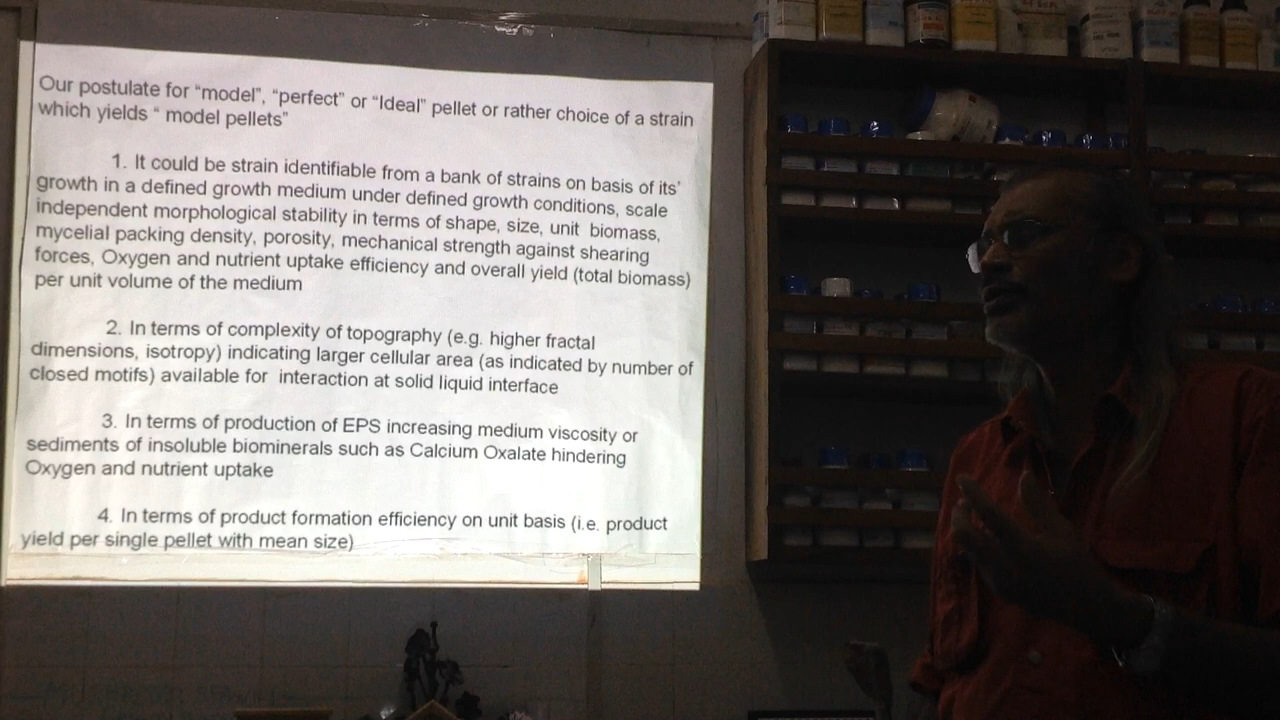 Our postulate for “model”, “perfect” or “Ideal” pellet or rather choice of a strain
which yields “ model pellets”
1. It could be strain identifiable from a bank of strains on basis of its’
growth in a defined growth medium under defined growth conditions, scale
independent morphological stability in terms of shape, size, unit biomass,
mycelial packing density, porosity, mechanical strength against shearing
forces, Oxygen and nutrient uptake efficiency and overall yield (total biomass)
per unit volume of the medium
2. In terms of complexity of topography (e.g. higher fractal
dimensions, isotropy) indicating larger cellular area (as indicated by number of
closed motifs) available for interaction at solid liquid interface
3. In terms of production of EPS increasing medium viscosity or
sediments of insoluble biominerals such as Calcium Oxalate hindering
Oxygen and nutrient uptake
4. In terms of product formation efficiency on unit basis (i.e. product
yield per single pellet with mean size)